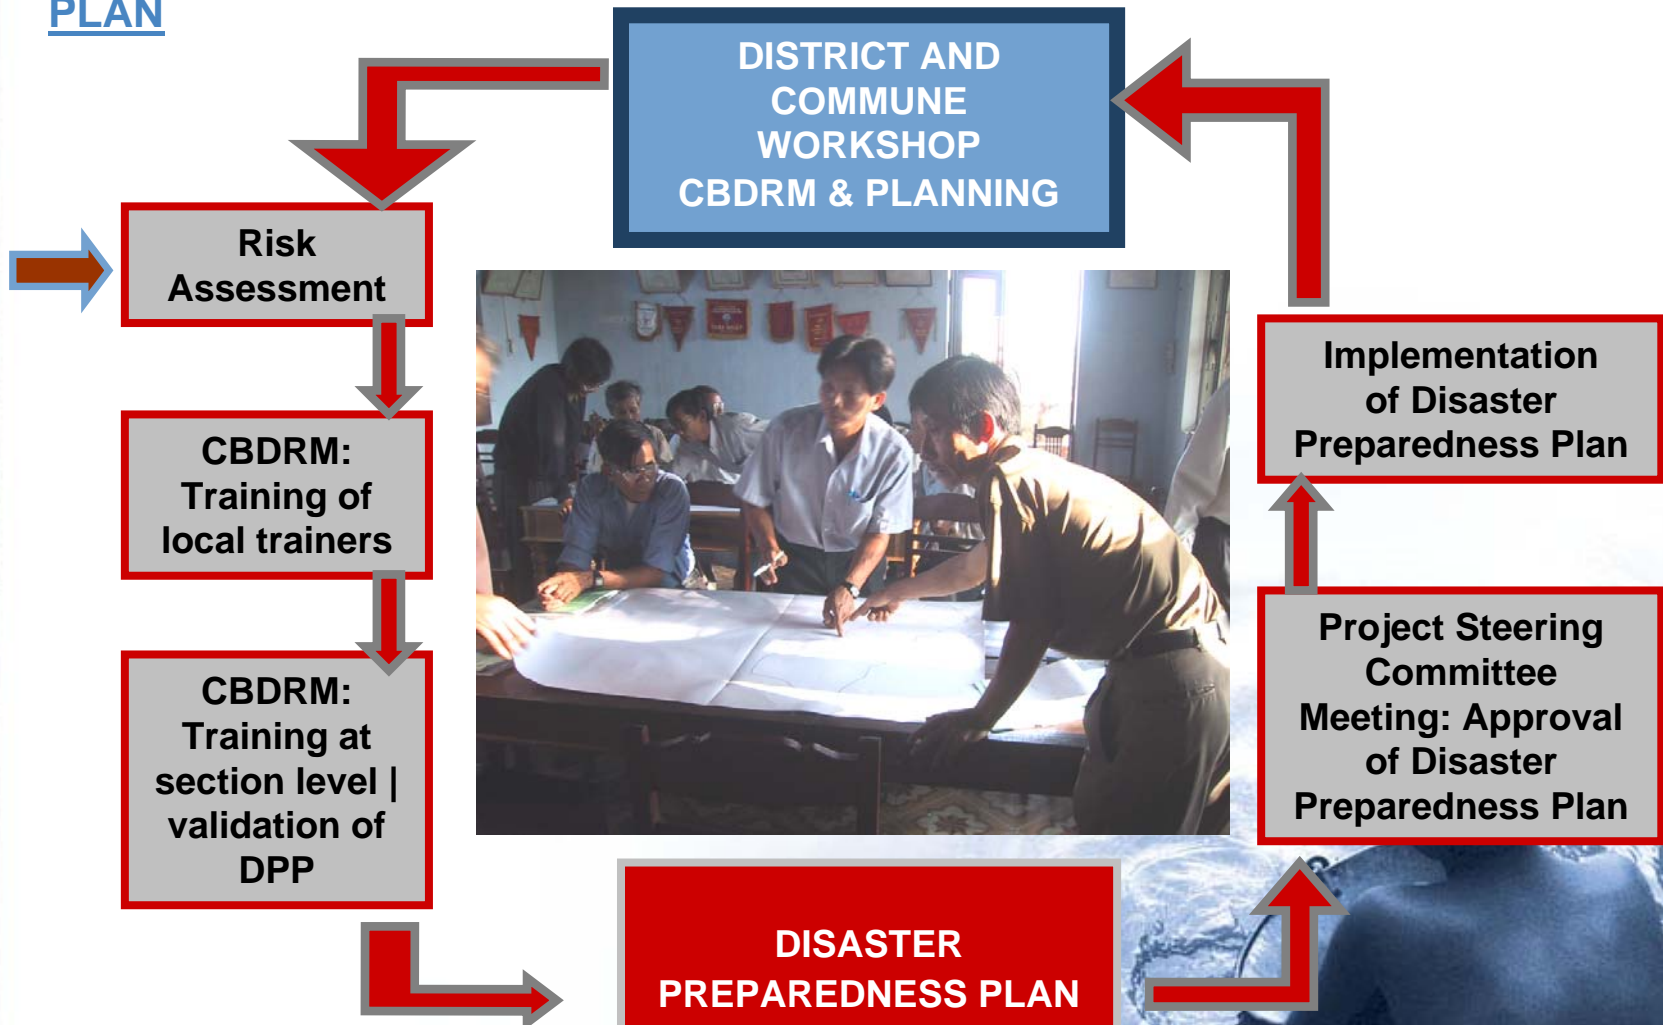 PLAN
DISTRICT AND
COMMUNE
WORKSHOP
CBDRM & PLANNING
Risk
Assessment
CBDRM:
Training of
local trainers
CBDRM:
Training at
section level |
validation of
DPP
DISASTER
PREPAREDNESS PLAN
Project Steering
Committee
Meeting: Approval
of Disaster
Preparedness Plan
Implementation
of Disaster
Preparedness Plan